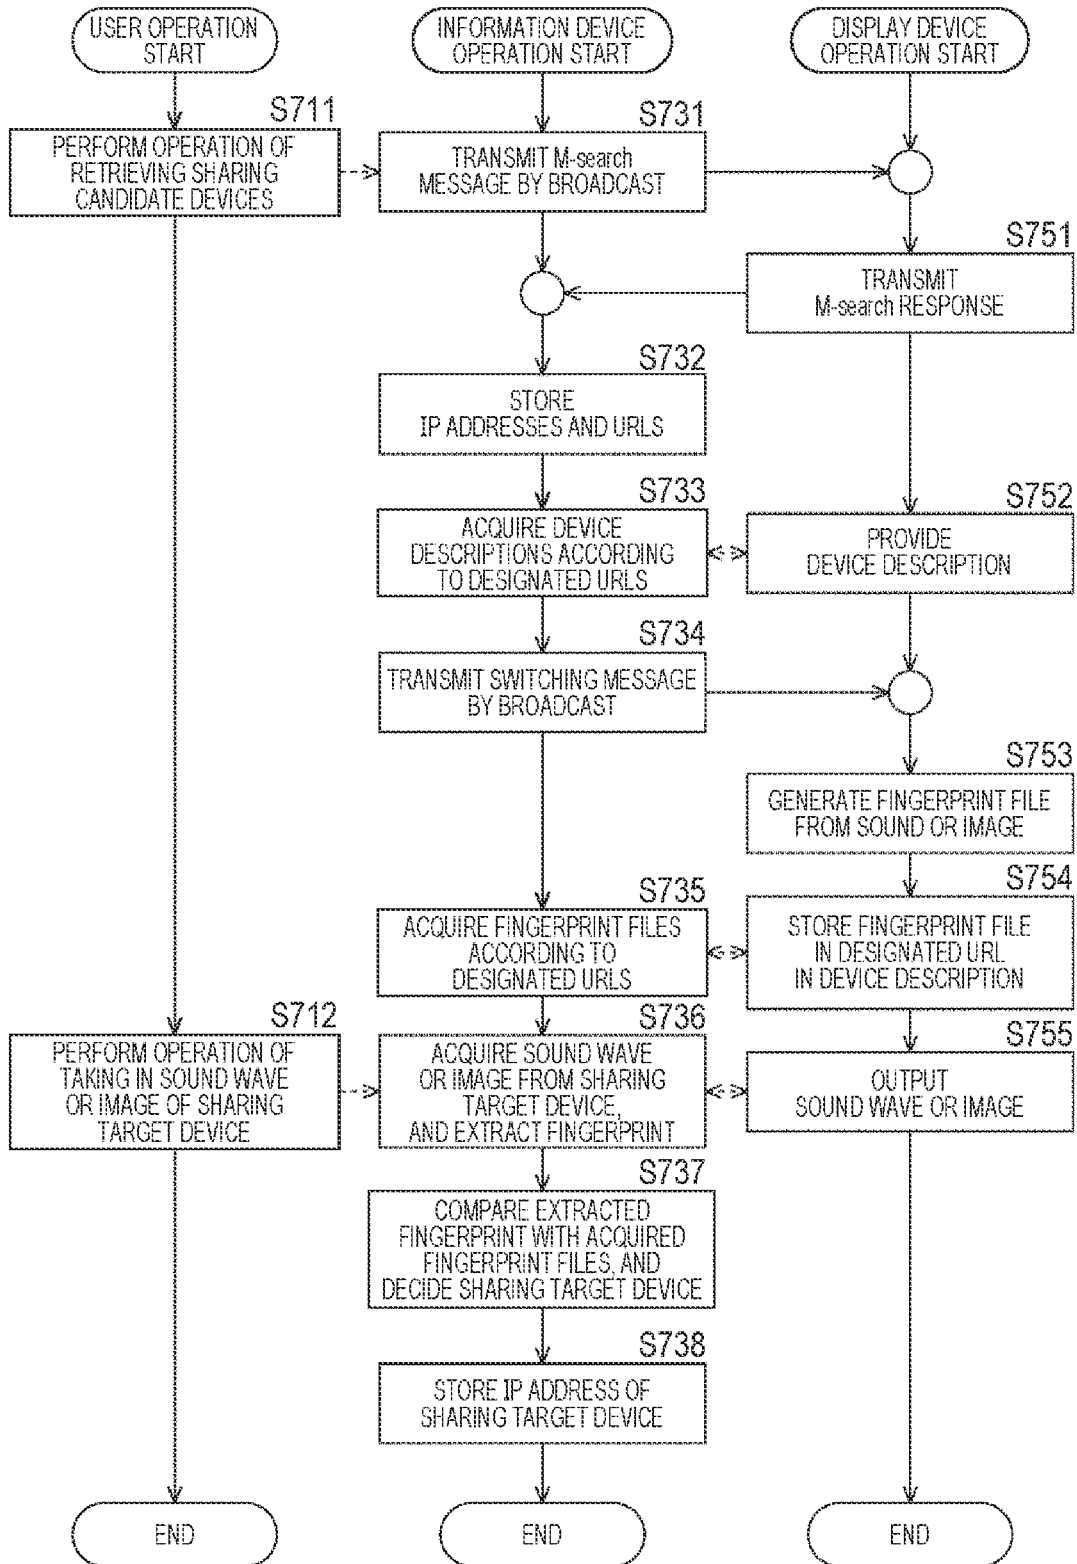 USER OPERATION
START
INFORMATION DEVICE
OPERATION START
DISPLAY DEVICE
OPERATION START
S711
PERFORM OPERATION OF
RETRIEVING SHARING
CANDIDATE DEVICES
S731
TRANSMIT M-search
MESSAGE BY BROADCAST
S751
TRANSMIT
M-search RESPONSE
S732
STORE
IP ADDRESSES AND URLS
S733
ACQUIRE DEVICE
DESCRIPTIONS ACCORDING
TO DESIGNATED URLS
S752
PROVIDE
DEVICE DESCRIPTION
S734
TRANSMIT SWITCHING MESSAGE
BY BROADCAST
S753
GENERATE FINGERPRINT FILE
FROM SOUND OR IMAGE
S735
ACQUIRE FINGERPRINT FILES
ACCORDING TO
DESIGNATED URLS
S754
STORE FINGERPRINT FILE
IN DESIGNATED URL
IN DEVICE DESCRIPTION
S712
PERFORM OPERATION OF
TAKING IN SOUND WAVE
OR IMAGE OF SHARING
TARGET DEVICE
S736
ACQUIRE SOUND WAVE
OR IMAGE FROM SHARING
TARGET DEVICE,
AND EXTRACT FINGERPRINT
S755
OUTPUT
SOUND WAVE OR IMAGE
S737
COMPARE EXTRACTED
FINGERPRINT WITH ACQUIRED
FINGERPRINT FILES, AND
DECIDE SHARING TARGET DEVICE
S738
STORE IP ADDRESS OF
SHARING TARGET DEVICE
END
END
END